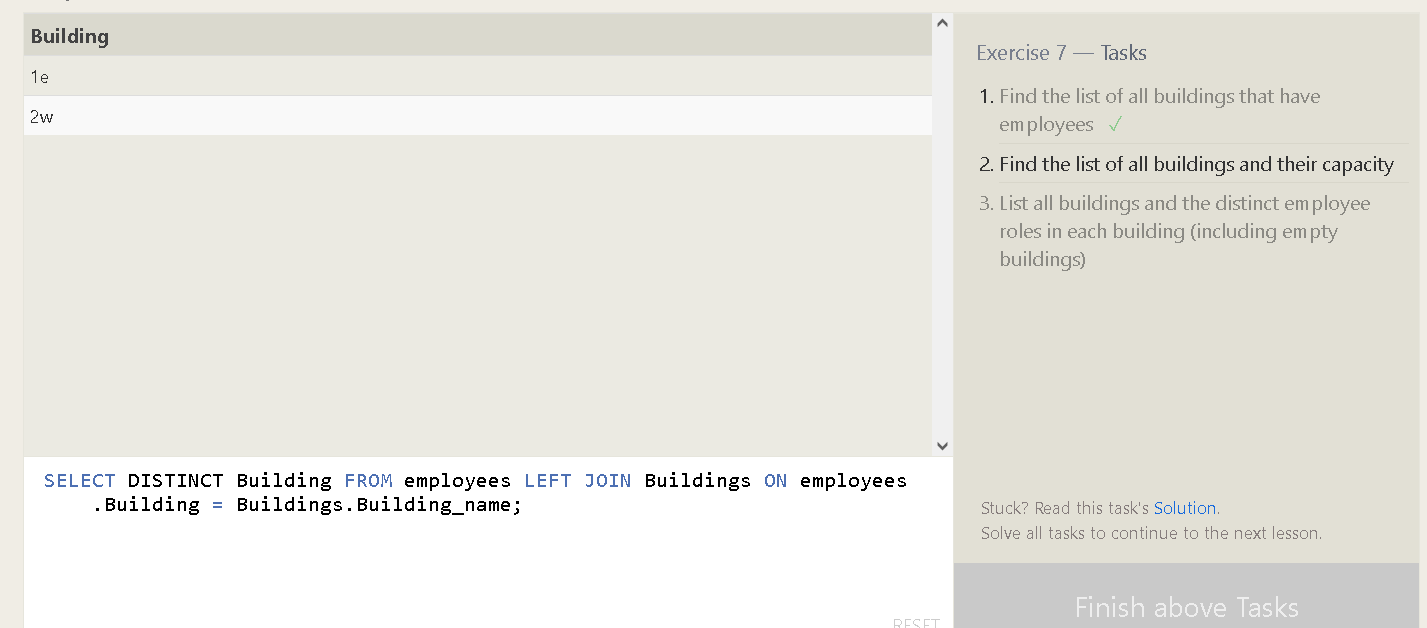 Building
1e
2w
SELECT DISTINCT Building FROM employees LEFT JOIN Buildings ON employees
.Building = Buildings.Building_name;
RESET
Exercise 7 — Tasks
1. Find the list of all buildings that have
employees ✓
2. Find the list of all buildings and their capacity
3. List all buildings and the distinct employee
roles in each building (including empty
buildings)
Stuck? Read this task's Solution.
Solve all tasks to continue to the next lesson.
Finish above Tasks